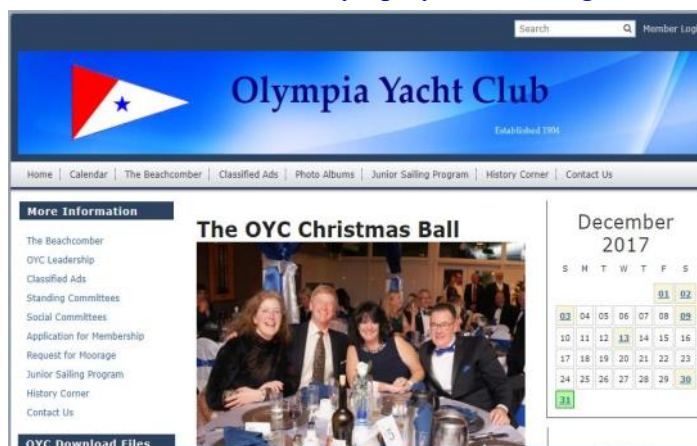 Search Member Logi
Olympia Yacht Club
Established 1904
Home | Calendar | The Beachcomber | Classified Ads | Photo Albums | Junior Sailing Program | History Corner | Contact Us
More Information
The Beachcomber
OYC Leadership
Classified Ads
Standing Committees
Social Committees
Application for Membership
Request for Moorage
Junior Sailing Program
History Corner
Contact Us
OYC Download Files
The OYC Christmas Ball
December
2017
S M T W T F S
01 02
03 04 05 06 07 08 09
10 11 12 13 14 15 16
17 18 19 20 21 22 23
24 25 26 27 28 29 30
31